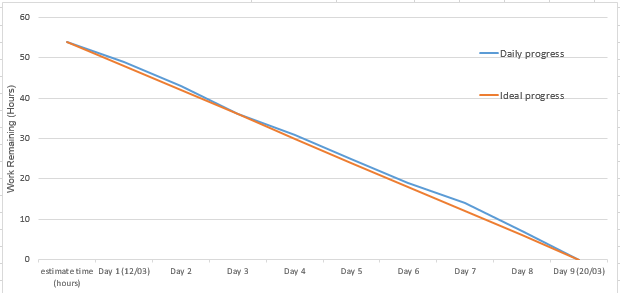 60
50
40
30
20
10
0
Work Remaining (Hours)
Daily progress
Ideal progress
estimate time (hours)
Day 1 (12/03)
Day 2
Day 3
Day 4
Day 5
Day 6
Day 7
Day 8
Day 9 (20/03)